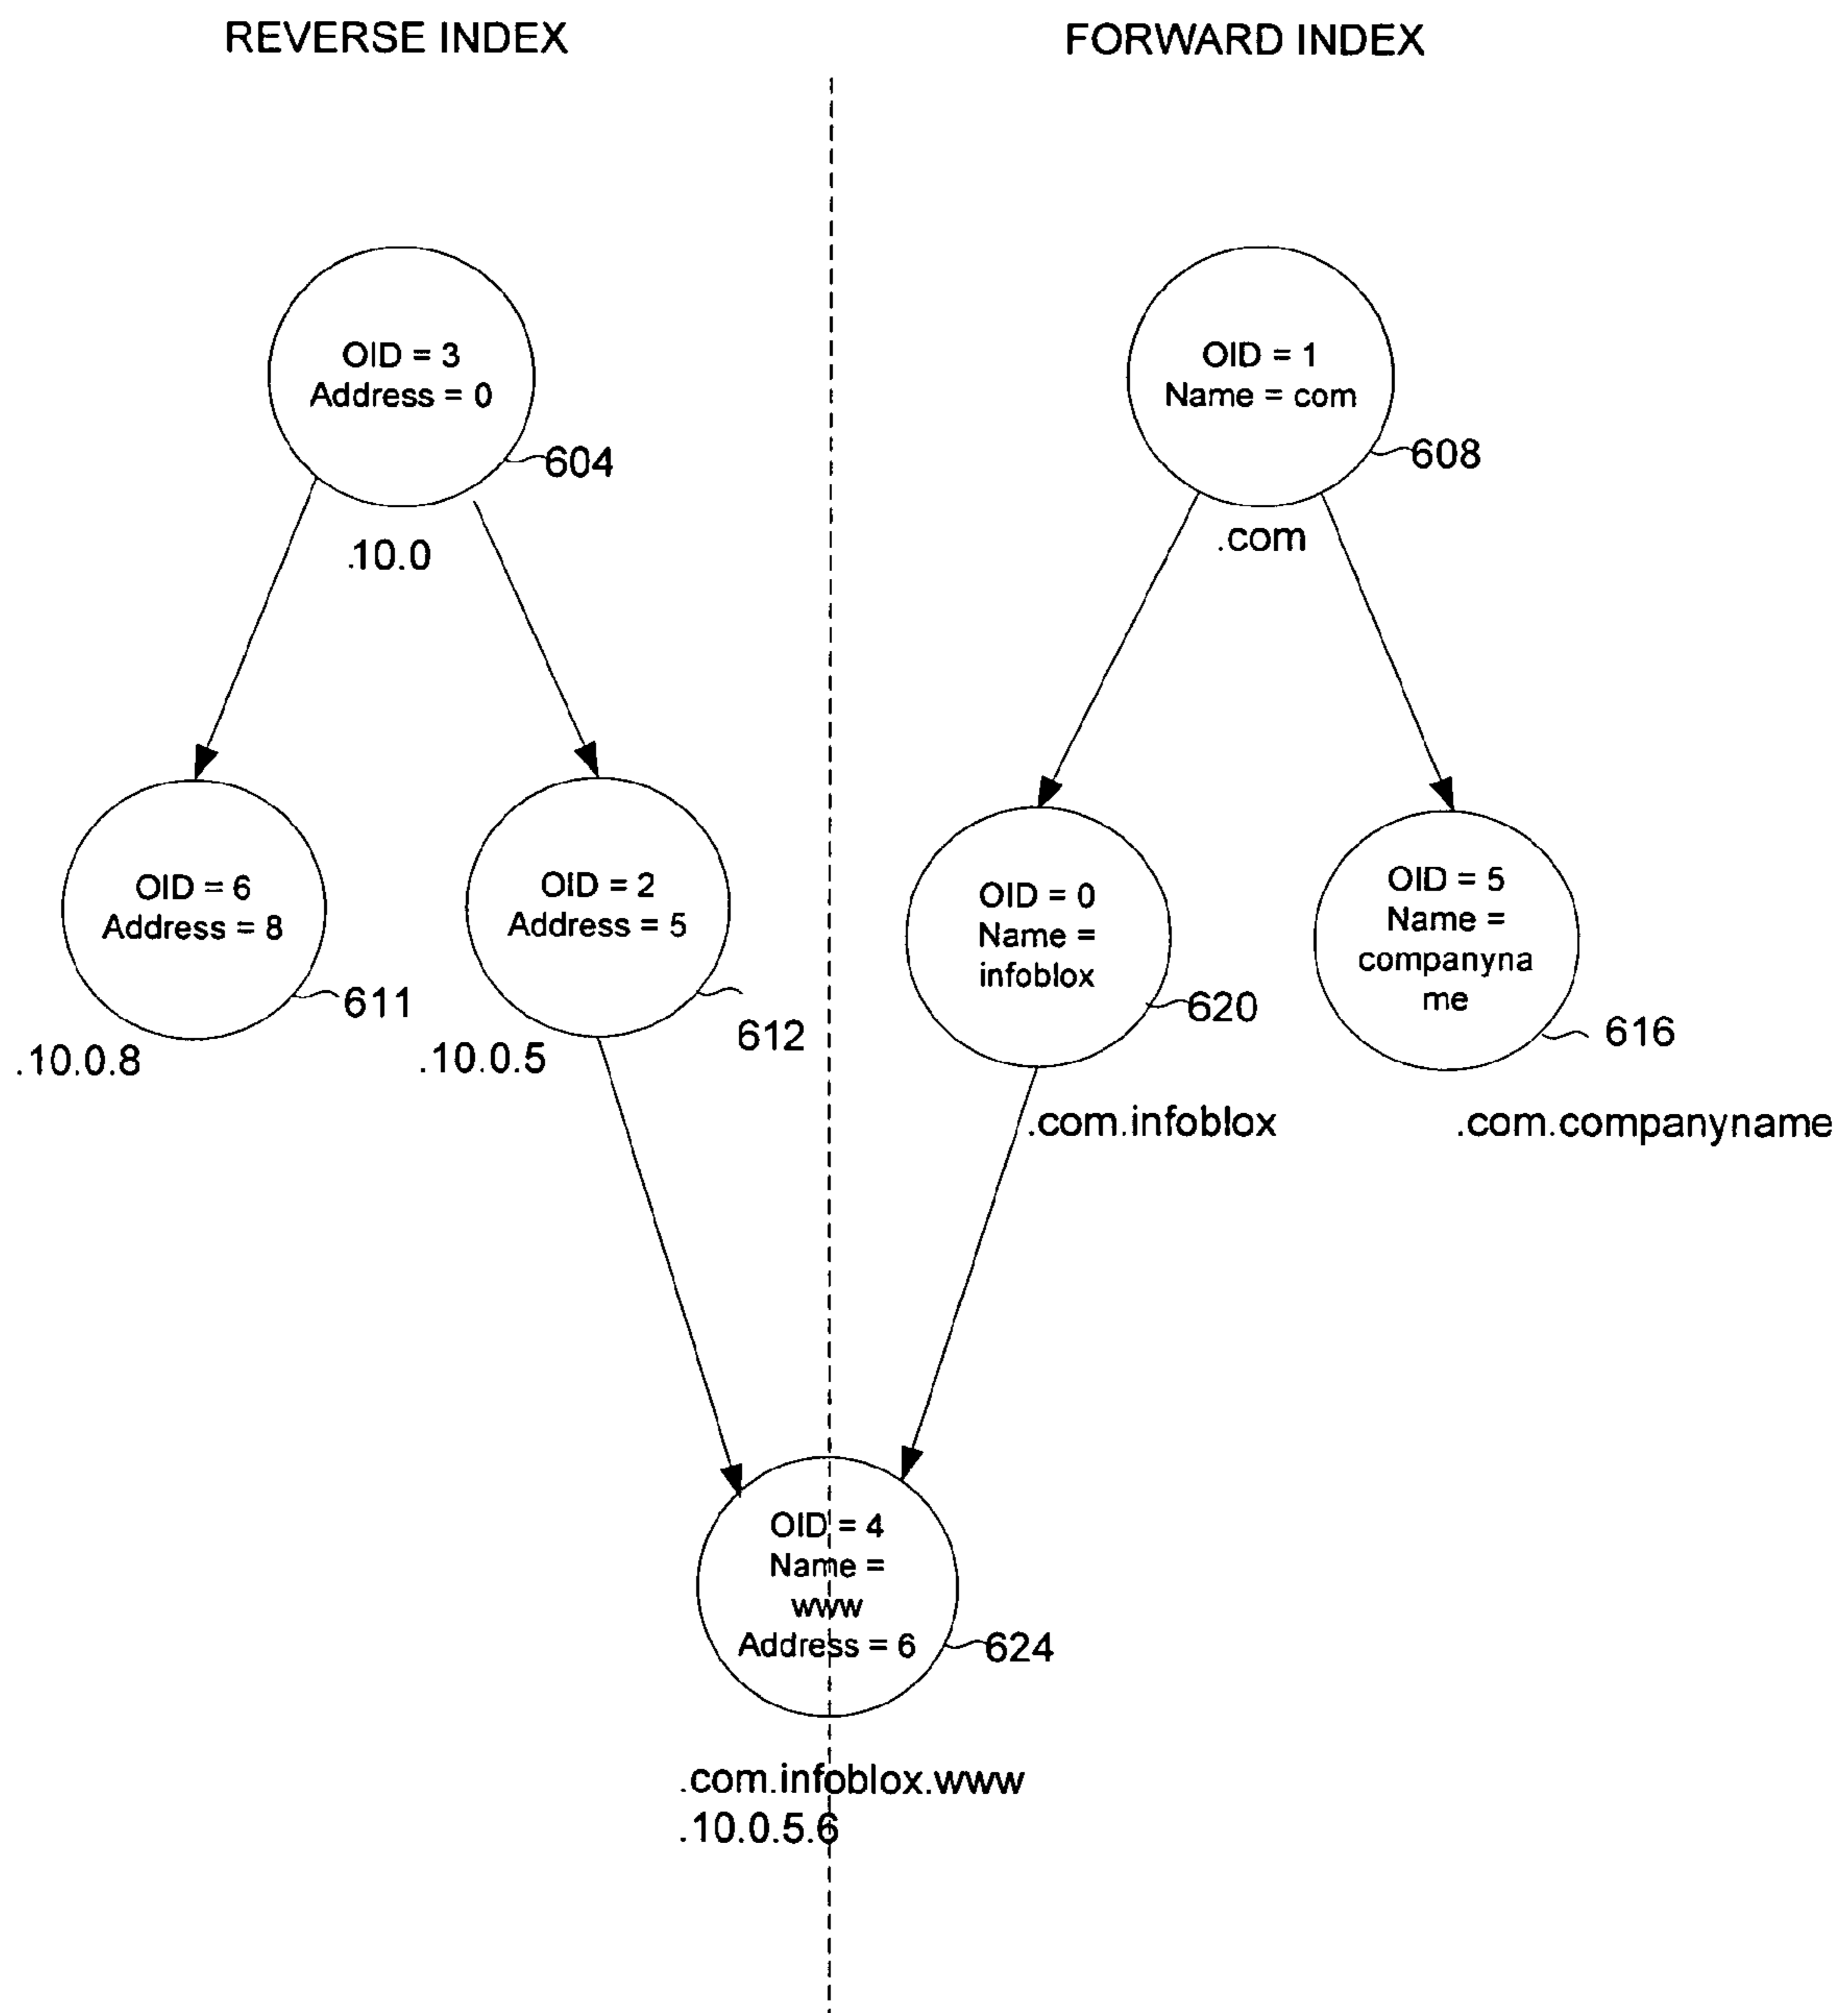 REVERSE INDEX
FORWARD INDEX
OID = 3
Address = 0
604
.10.0
OID = 1
Name = com
608
.com
OID = 6
Address = 8
611
.10.0.8
OID = 2
Address = 5
612
.10.0.5
OID = 0
Name =
infoblox
620
.com.infoblox
OID = 5
Name =
companyna
me
616
.com.companyname
OID = 4
Name =
www
Address = 6
624
.com.infoblox.www
.10.0.5.6